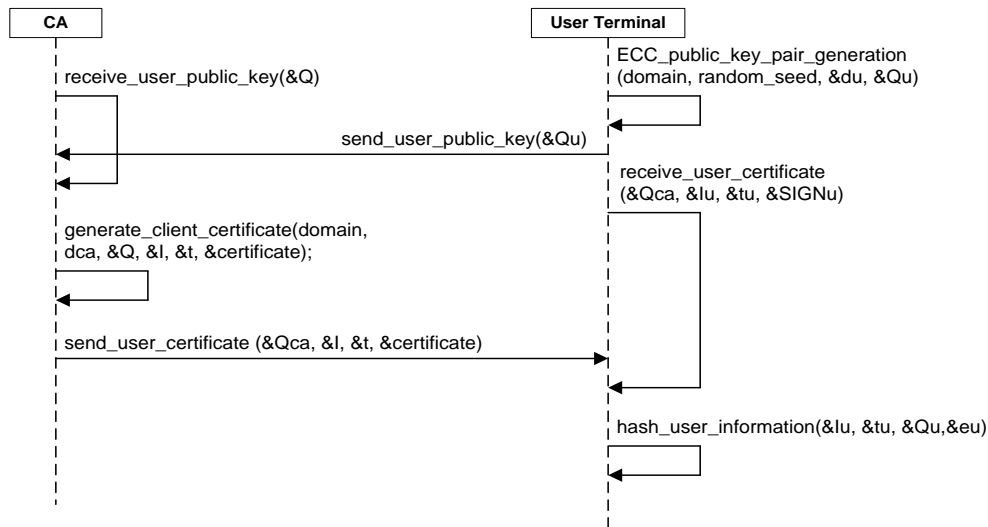 CA
User Terminal
ECC_public_key_pair_generation
(domain, random_seed, &du, &Qu)
receive_user_public_key(&Q)
send_user_public_key(&Qu)
receive_user_certificate
(&Qca, &Iu, &tu, &SIGNu)
generate_client_certificate(domain,
dca, &Q, &I, &t, &certificate);
send_user_certificate (&Qca, &I, &t, &certificate)
hash_user_information(&Iu, &tu, &Qu,&eu)